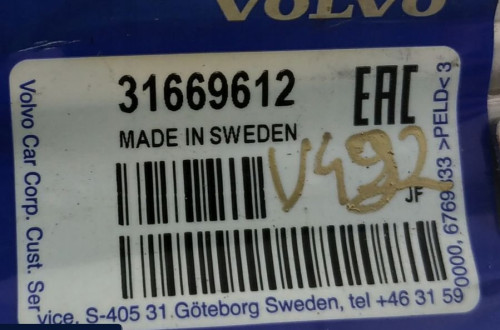 VOLVO
31669612
EAC
MADE IN SWEDEN
V492
JF
Volvo Car Corp. Cust. Service, S-405 31 Göteborg Sweden, tel +46 31 59 0000,
>PELD<3